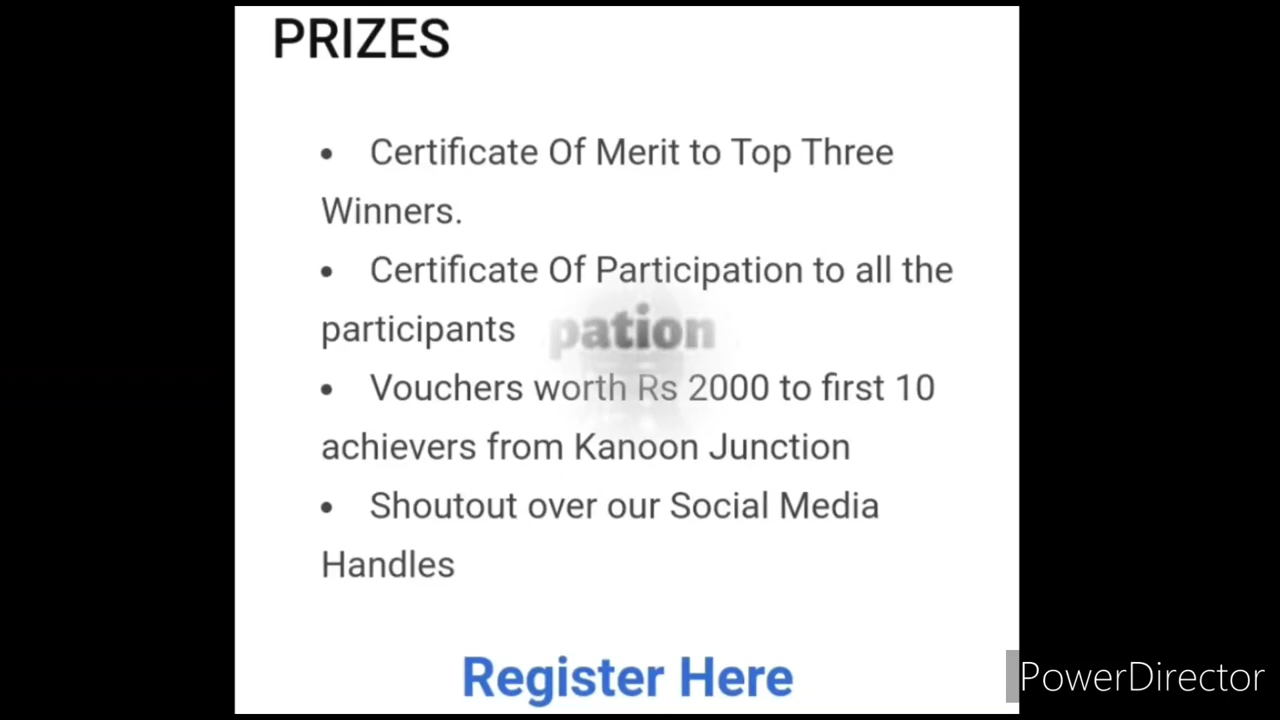 PRIZES
• Certificate Of Merit to Top Three
Winners.
• Certificate Of Participation to all the
participants
pation
• Vouchers worth Rs 2000 to first 10
achievers from Kanoon Junction
• Shoutout over our Social Media
Handles
Register Here
PowerDirector